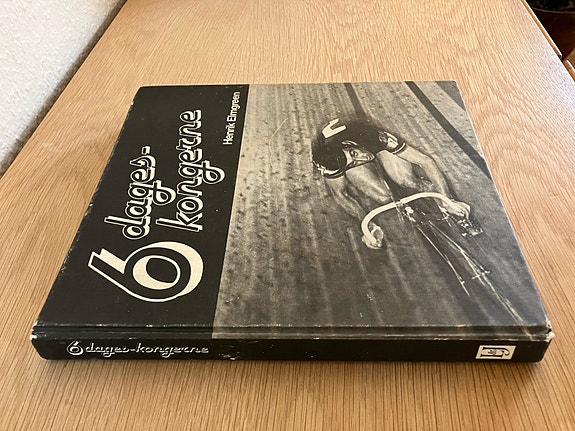 6 dages-
kongerne
Henrik Elmgreen
6 dages-kongerne